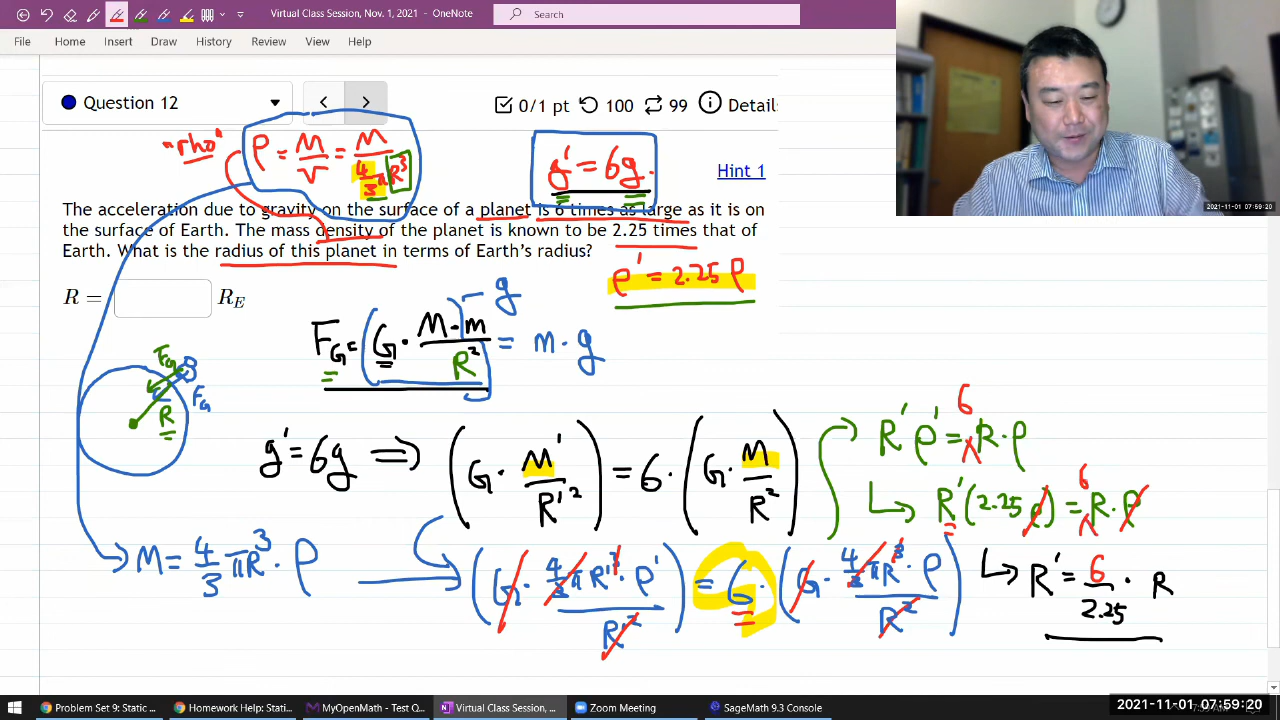 Virtual Class Session, Nov. 1, 2021 - OneNote
Search
File Home Insert Draw History Review View Help
Question 12
0/1 pt 100 99 Details
"rho" ρ = M/V = M/(4/3 πR³)
g' = 6g.
Hint 1
The acceleration due to gravity on the surface of a planet is 6 times as large as it is on
the surface of Earth. The mass density of the planet is known to be 2.25 times that of
Earth. What is the radius of this planet in terms of Earth's radius?
ρ' = 2.25 ρ
R = R_E
F_G = G · M·m/R² = m · g
g
F_G
F_G
R
g' = 6g ⟹ (G · M'/R'²) = 6 · (G · M/R²)
R'ρ' = 6 R·ρ
R'(2.25 ρ) = 6 R·ρ
M = 4/3 πR³ · ρ
(G · 4/3 πR'³ · ρ'/R'²) = 6 · (G · 4/3 πR³ · ρ/R²)
R' = 6/2.25 · R
2021-11-01 07:59:20
Problem Set 9: Static ... Homework Help: Stati... MyOpenMath - Test Q... Virtual Class Session, ... Zoom Meeting SageMath 9.3 Console
2021-11-01 07:59:20